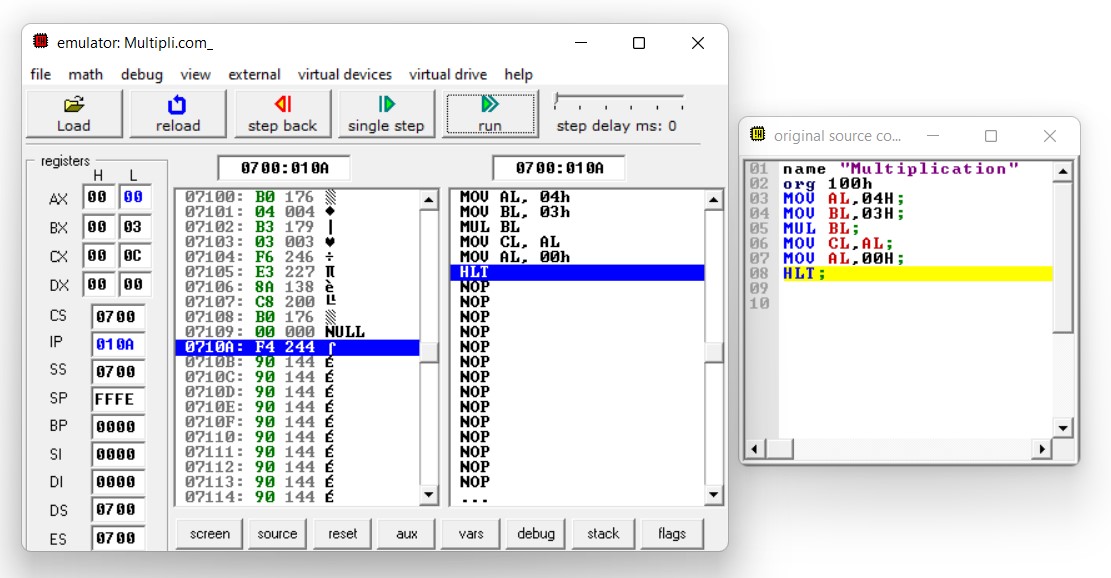 emulator: Multipli.com_
file math debug view external virtual devices virtual drive help
Load reload step back single step run step delay ms: 0
registers
H L
AX 00 00
BX 00 03
CX 00 0C
DX 00 00
CS 0700
IP 010A
SS 0700
SP FFFE
BP 0000
SI 0000
DI 0000
DS 0700
ES 0700
0700:010A
07100: B0 176 ▒
07101: 04 004 ♦
07102: B3 179 │
07103: 03 003 ♥
07104: F6 246 ÷
07105: E3 227 π
07106: 8A 138 è
07107: C8 200 ╚
07108: B0 176 ▒
07109: 00 000 NULL
0710A: F4 244 ⌠
0710B: 90 144 É
0710C: 90 144 É
0710D: 90 144 É
0710E: 90 144 É
0710F: 90 144 É
07110: 90 144 É
07111: 90 144 É
07112: 90 144 É
07113: 90 144 É
07114: 90 144 É
0700:010A
MOV AL, 04h
MOV BL, 03h
MUL BL
MOV CL, AL
MOV AL, 00h
HLT
NOP
NOP
NOP
NOP
NOP
NOP
NOP
NOP
NOP
NOP
NOP
NOP
NOP
NOP
...
screen source reset aux vars debug stack flags
original source co...
01 name "Multiplication"
02 org 100h
03 MOV AL,04H;
04 MOV BL,03H;
05 MUL BL;
06 MOV CL,AL;
07 MOV AL,00H;
08 HLT;
09
10